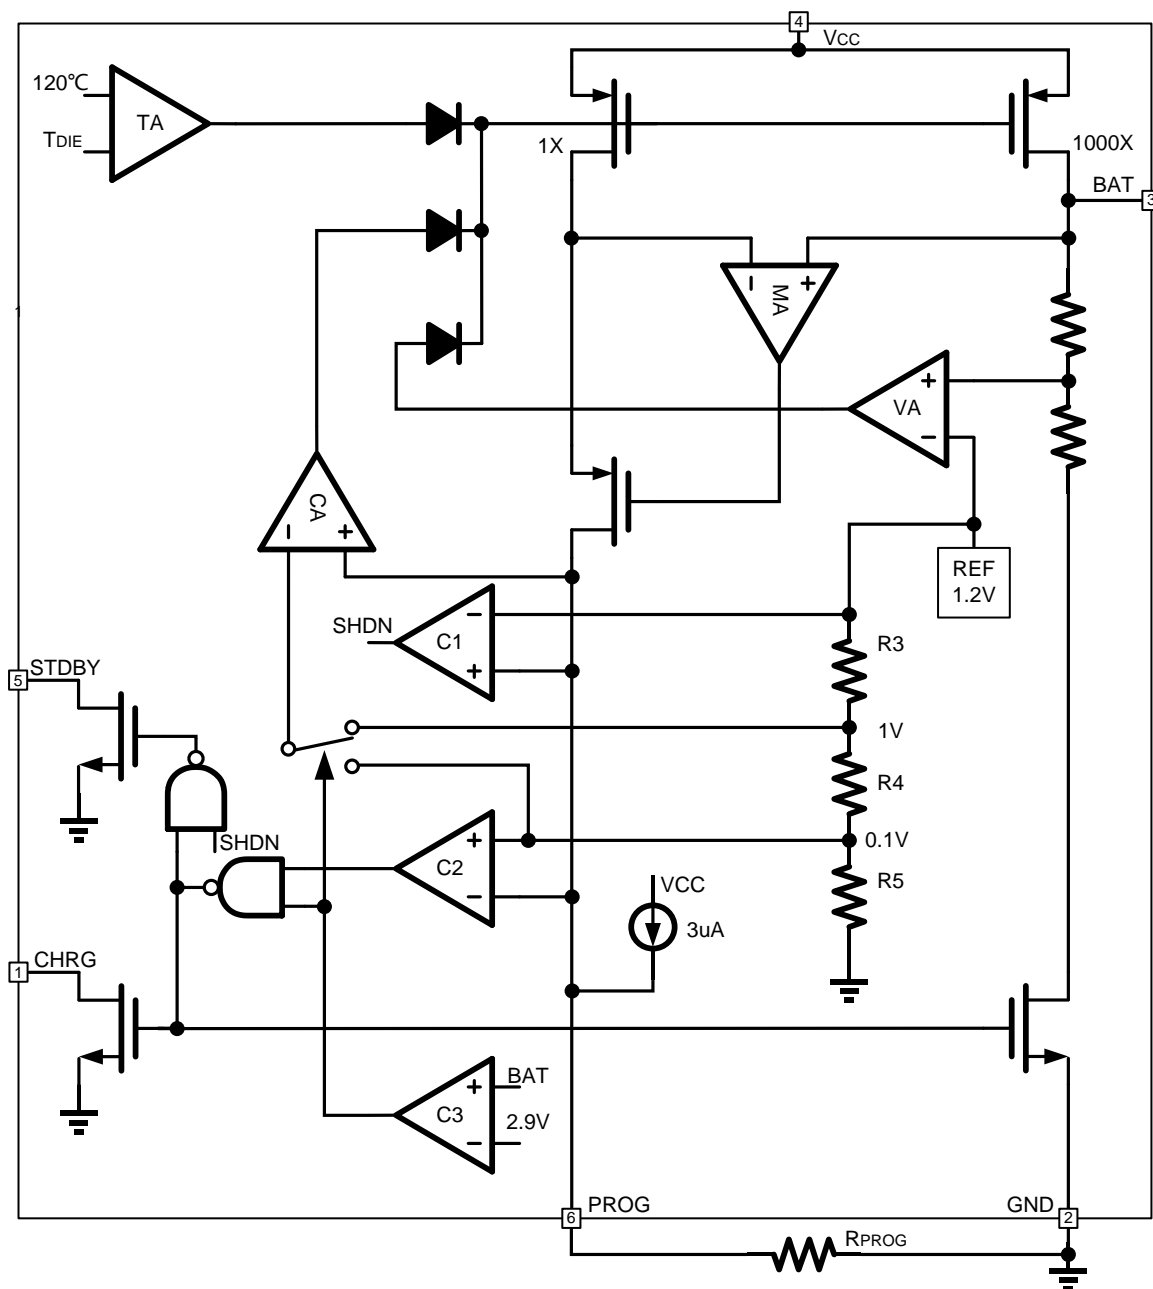 4
VCC
120℃
TA
TDIE
1X
1000X
BAT
3
−
+
MA
1
+
VA
−
CA
−
+
REF
1.2V
SHDN
−
C1
+
R3
STDBY
5
1V
R4
SHDN
+
C2
−
0.1V
R5
VCC
3uA
CHRG
1
BAT
+
C3
2.9V
−
PROG
GND
6
2
RPROG